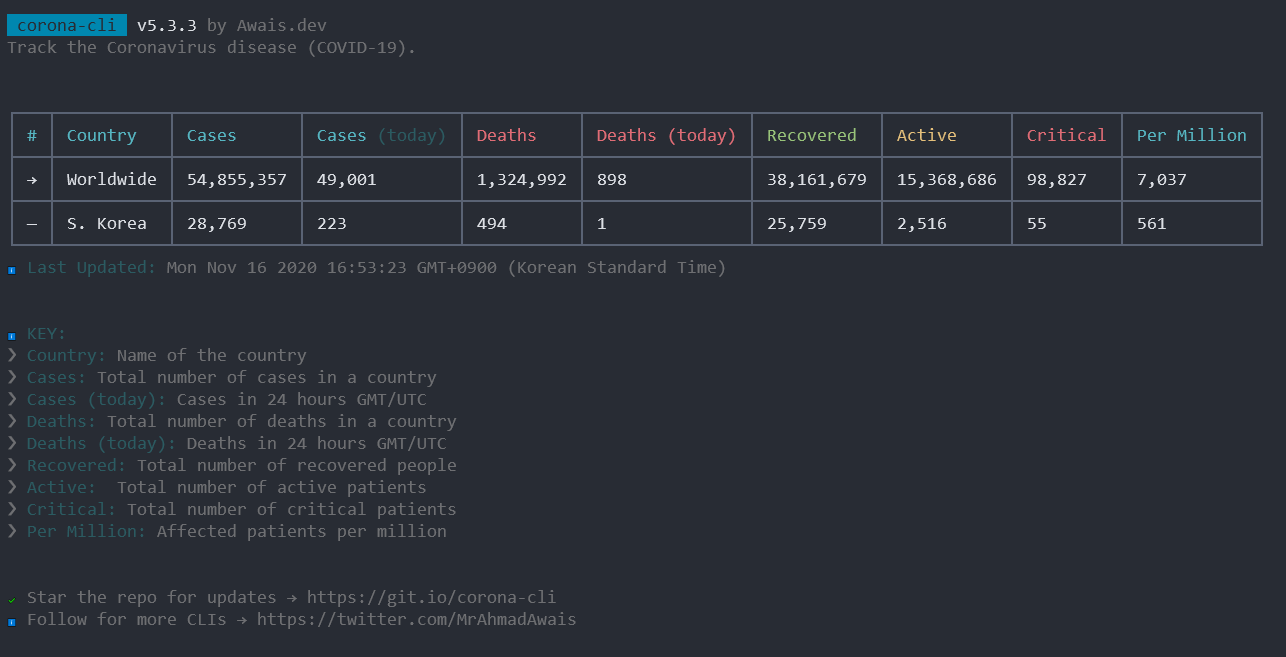 corona-cli v5.3.3 by Awais.dev
Track the Coronavirus disease (COVID-19).
# Country Cases Cases (today) Deaths Deaths (today) Recovered Active Critical Per Million
→ Worldwide 54,855,357 49,001 1,324,992 898 38,161,679 15,368,686 98,827 7,037
— S. Korea 28,769 223 494 1 25,759 2,516 55 561
ℹ Last Updated: Mon Nov 16 2020 16:53:23 GMT+0900 (Korean Standard Time)
ℹ KEY:
❯ Country: Name of the country
❯ Cases: Total number of cases in a country
❯ Cases (today): Cases in 24 hours GMT/UTC
❯ Deaths: Total number of deaths in a country
❯ Deaths (today): Deaths in 24 hours GMT/UTC
❯ Recovered: Total number of recovered people
❯ Active: Total number of active patients
❯ Critical: Total number of critical patients
❯ Per Million: Affected patients per million
✔ Star the repo for updates → https://git.io/corona-cli
ℹ Follow for more CLIs → https://twitter.com/MrAhmadAwais